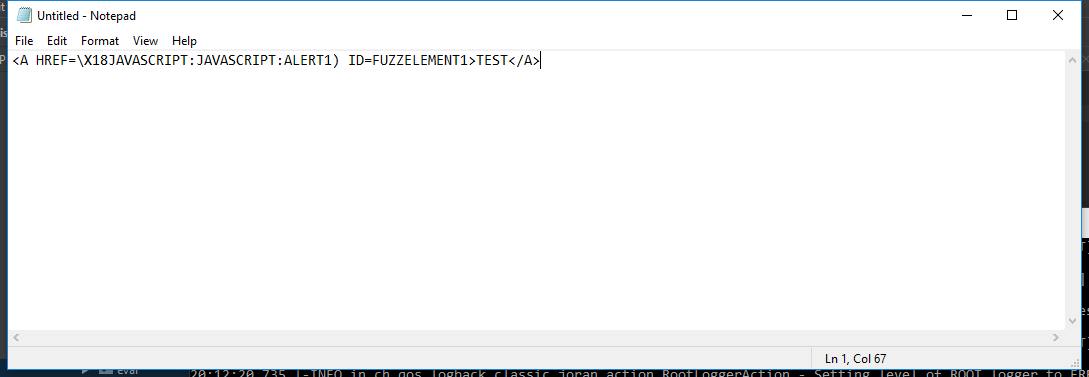 Untitled - Notepad
File Edit Format View Help
<A HREF=\X18JAVASCRIPT:JAVASCRIPT:ALERT1) ID=FUZZELEMENT1>TEST</A>
Ln 1, Col 67
eval
20:12:20,735 |-INFO in ch.qos.logback.classic.joran.action.RootLoggerAction - Setting level of ROOT logger to